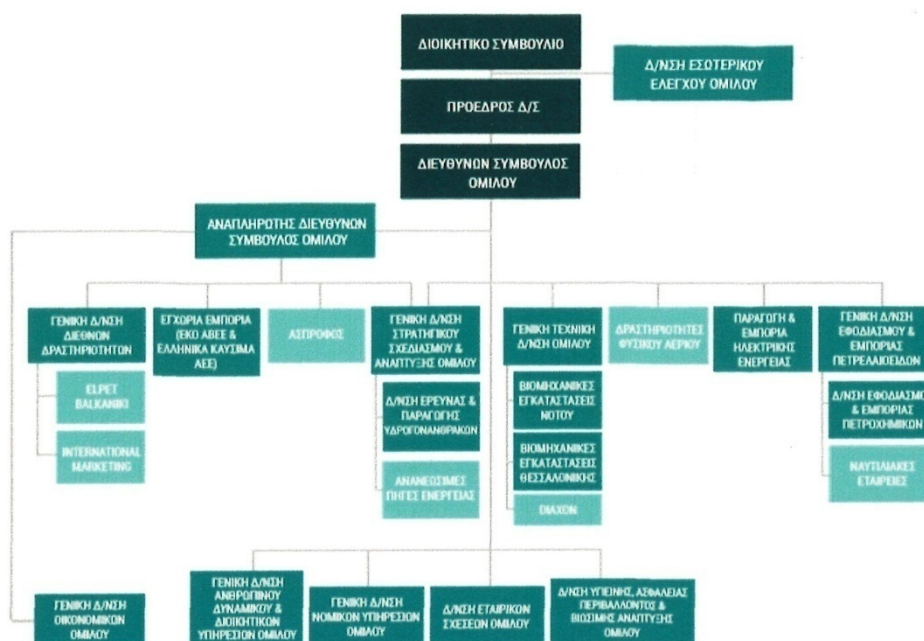 ΔΙΟΙΚΗΤΙΚΟ ΣΥΜΒΟΥΛΙΟ
Δ/ΝΣΗ ΕΣΩΤΕΡΙΚΟΥ
ΕΛΕΓΧΟΥ ΟΜΙΛΟΥ
ΠΡΟΕΔΡΟΣ Δ/Σ
ΔΙΕΥΘΥΝΩΝ ΣΥΜΒΟΥΛΟΣ
ΟΜΙΛΟΥ
ΑΝΑΠΛΗΡΩΤΗΣ ΔΙΕΥΘΥΝΩΝ
ΣΥΜΒΟΥΛΟΣ ΟΜΙΛΟΥ
ΓΕΝΙΚΗ Δ/ΝΣΗ
ΔΙΕΘΝΩΝ
ΔΡΑΣΤΗΡΙΟΤΗΤΩΝ
ΕΓΧΩΡΙΑ ΕΜΠΟΡΙΑ
(ΕΚΟ ΑΒΕΕ &
ΕΛΛΗΝΙΚΑ ΚΑΥΣΙΜΑ
ΑΕΕ)
ΑΣΠΡΟΦΟΣ
ΓΕΝΙΚΗ Δ/ΝΣΗ
ΣΤΡΑΤΗΓΙΚΟΥ
ΣΧΕΔΙΑΣΜΟΥ &
ΑΝΑΠΤΥΞΗΣ ΟΜΙΛΟΥ
ΓΕΝΙΚΗ ΤΕΧΝΙΚΗ
Δ/ΝΣΗ ΟΜΙΛΟΥ
ΔΡΑΣΤΗΡΙΟΤΗΤΕΣ
ΦΥΣΙΚΟΥ ΑΕΡΙΟΥ
ΠΑΡΑΓΩΓΗ &
ΕΜΠΟΡΙΑ
ΗΛΕΚΤΡΙΚΗΣ
ΕΝΕΡΓΕΙΑΣ
ΓΕΝΙΚΗ Δ/ΝΣΗ
ΕΦΟΔΙΑΣΜΟΥ &
ΕΜΠΟΡΙΑΣ
ΠΕΤΡΕΛΑΙΟΕΙΔΩΝ
ELPET
BALKANIKI
INTERNATIONAL
MARKETING
Δ/ΝΣΗ ΕΡΕΥΝΑΣ &
ΠΑΡΑΓΩΓΗΣ
ΥΔΡΟΓΟΝΑΝΘΡΑΚΩΝ
ΑΝΑΝΕΩΣΙΜΕΣ
ΠΗΓΕΣ ΕΝΕΡΓΕΙΑΣ
ΒΙΟΜΗΧΑΝΙΚΕΣ
ΕΓΚΑΤΑΣΤΑΣΕΙΣ
ΝΟΤΟΥ
ΒΙΟΜΗΧΑΝΙΚΕΣ
ΕΓΚΑΤΑΣΤΑΣΕΙΣ
ΘΕΣΣΑΛΟΝΙΚΗΣ
DIAXON
Δ/ΝΣΗ ΕΦΟΔΙΑΣΜΟΥ
& ΕΜΠΟΡΙΑΣ
ΠΕΤΡΟΧΗΜΙΚΩΝ
ΝΑΥΤΙΛΙΑΚΕΣ
ΕΤΑΙΡΕΙΕΣ
ΓΕΝΙΚΗ Δ/ΝΣΗ
ΟΙΚΟΝΟΜΙΚΩΝ
ΟΜΙΛΟΥ
ΓΕΝΙΚΗ Δ/ΝΣΗ
ΑΝΘΡΩΠΙΝΟΥ
ΔΥΝΑΜΙΚΟΥ &
ΔΙΟΙΚΗΤΙΚΩΝ
ΥΠΗΡΕΣΙΩΝ ΟΜΙΛΟΥ
ΓΕΝΙΚΗ Δ/ΝΣΗ
ΝΟΜΙΚΩΝ ΥΠΗΡΕΣΙΩΝ
ΟΜΙΛΟΥ
Δ/ΝΣΗ ΕΤΑΙΡΙΚΩΝ
ΣΧΕΣΕΩΝ ΟΜΙΛΟΥ
Δ/ΝΣΗ ΥΓΙΕΙΝΗΣ, ΑΣΦΑΛΕΙΑΣ
ΠΕΡΙΒΑΛΛΟΝΤΟΣ &
ΒΙΩΣΙΜΗΣ ΑΝΑΠΤΥΞΗΣ
ΟΜΙΛΟΥ